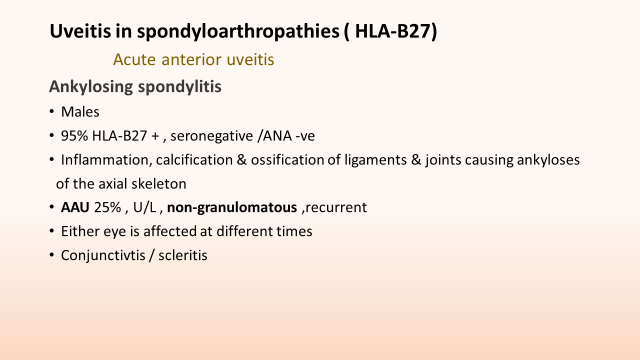 Uveitis in spondyloarthropathies ( HLA-B27)
Acute anterior uveitis
Ankylosing spondylitis
• Males
• 95% HLA-B27 + , seronegative /ANA -ve
• Inflammation, calcification & ossification of ligaments & joints causing ankyloses
of the axial skeleton
• AAU 25% , U/L , non-granulomatous ,recurrent
• Either eye is affected at different times
• Conjunctivtis / scleritis